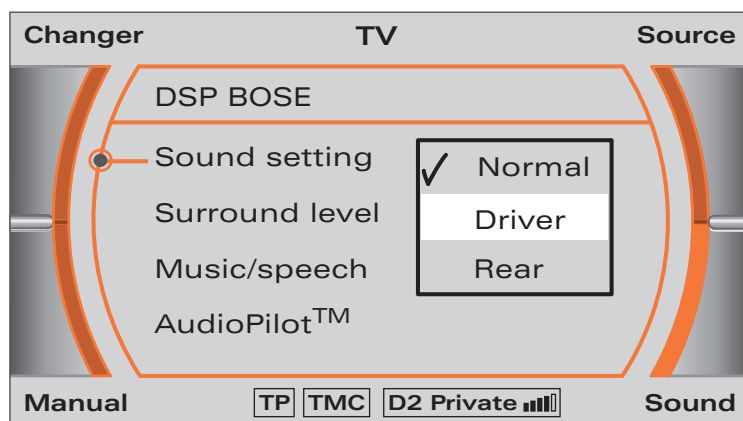 Changer TV Source
DSP BOSE
Sound setting
Surround level
Music/speech
AudioPilot™
Normal
Driver
Rear
Manual TP TMC D2 Private Sound